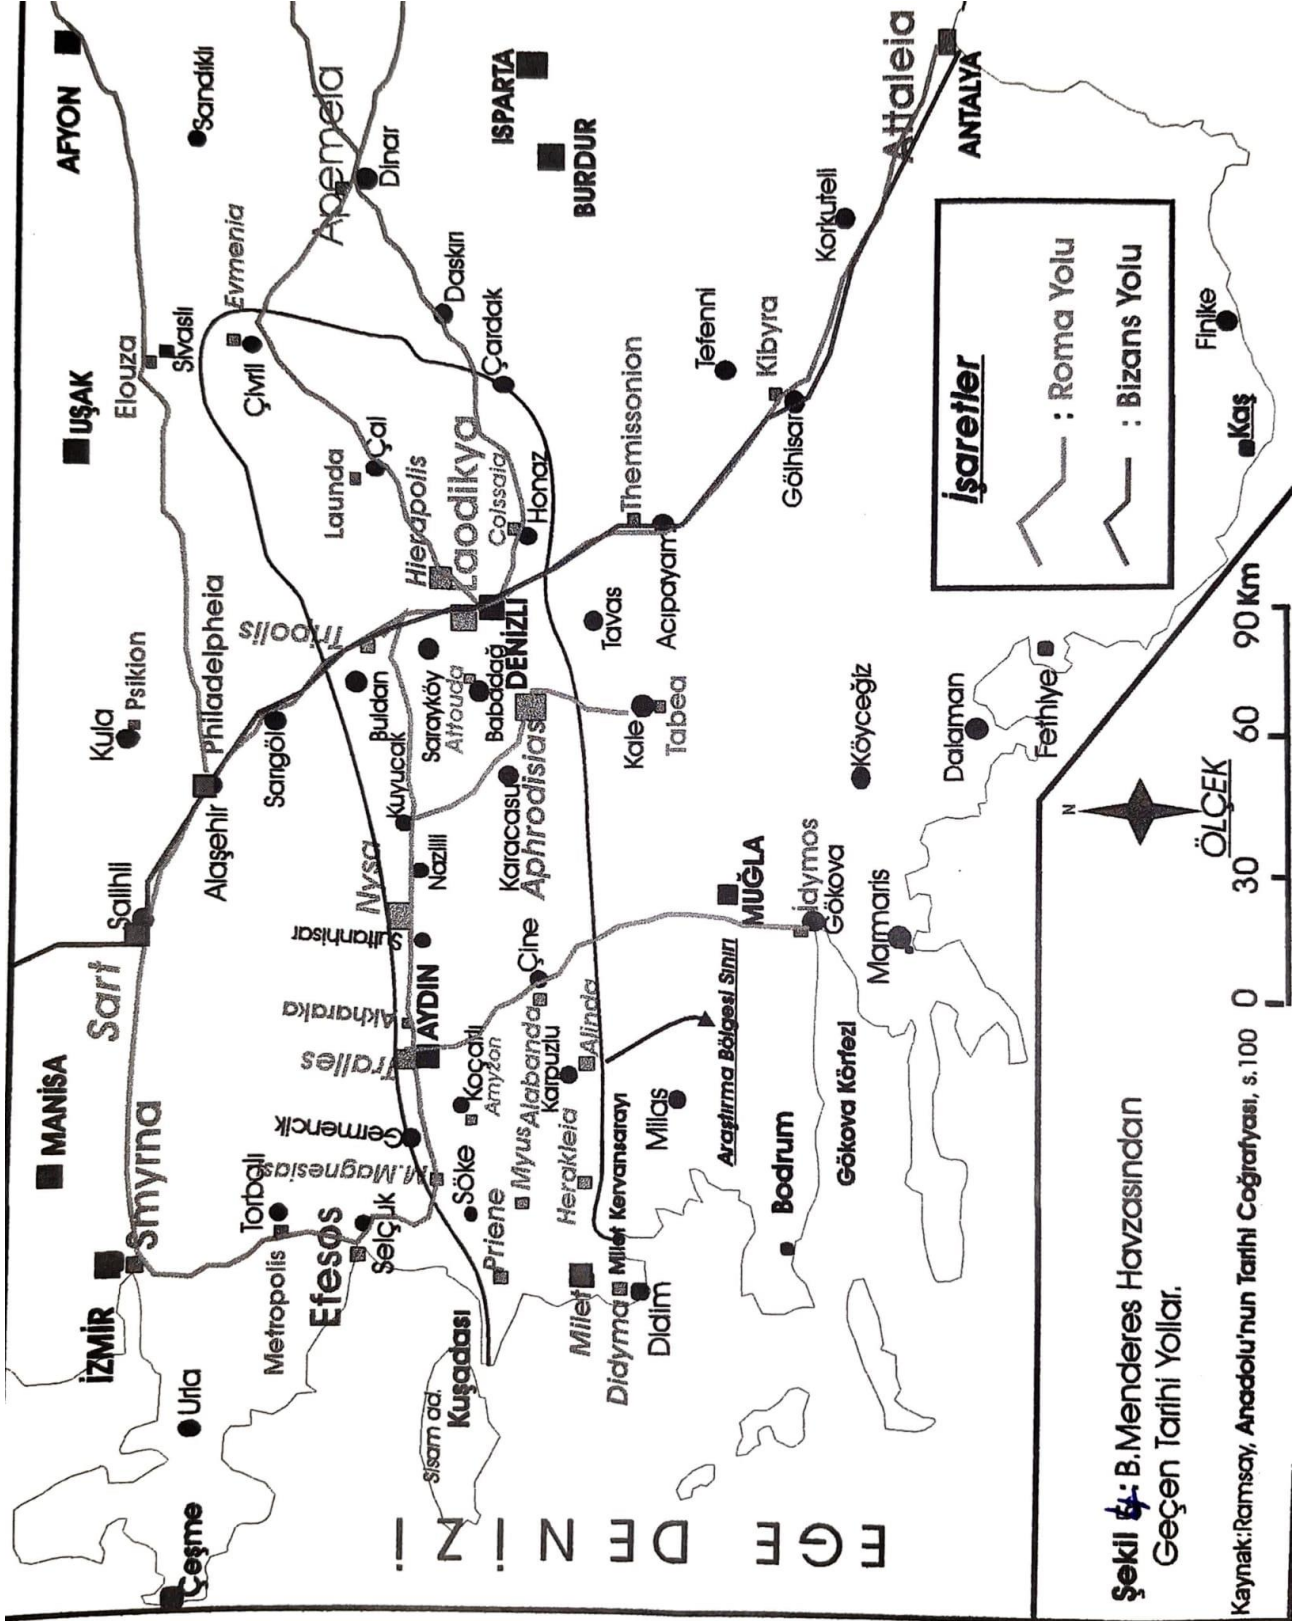 AFYON
Sandıklı
UŞAK
Elouza
Sivaslı
Evmenia
Çivril
Apemeia
Dinar
ISPARTA
BURDUR
MANİSA
Sart
Salihli
Kula
Psikion
Philadelpheia
Alaşehir
Sarıgöl
Tripolis
Buldan
Launda
Çal
Hierapolis
Laodikya
Colssaia
Honaz
DENİZLİ
Çardak
Daskırı
İZMİR
Smyrna
Urla
Çeşme
Torbalı
Metropolis
Efesos
Selçuk
Kuşadası
Sisam ad.
M.Magnesias
Germencik
Söke
Priene
Tralles
AYDIN
Akharaka
Sultanhisar
Nysa
Nazilli
Kuyucak
Sarayköy
Attouda
Babadağ
Karacasu
Aphrodisias
Koçarlı
Amyzon
Myus
Alabanda
Çine
Karpuzlu
Alinda
Herakleia
Milet
Milet Kervansarayı
Didyma
Didim
Milas
Araştırma Bölgesi Sınırı
Kale
Tabea
Tavas
Acıpayam
Themissonion
Tefenni
Kibyra
Gölhisar
Korkuteli
Attaleia
ANTALYA
MUĞLA
İdymos
Gökova
Gökova Körfezi
Bodrum
Marmaris
Köyceğiz
Dalaman
Fethiye
Kaş
Finike
EGE DENİZİ
İşaretler
: Roma Yolu
: Bizans Yolu
N
ÖLÇEK
0 30 60 90 Km
Şekil : B.Menderes Havzasından
Geçen Tarihi Yollar.
Kaynak:Ramsay, Anadolu'nun Tarihi Coğrafyası, s.100